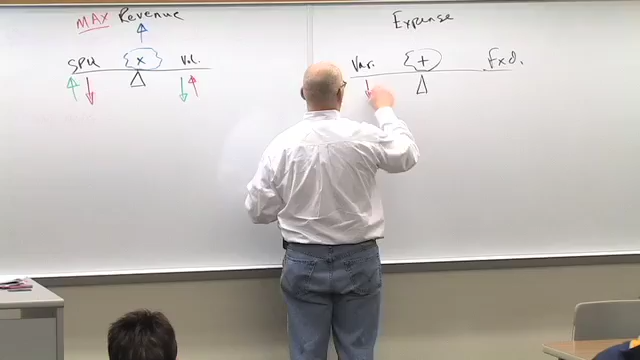 MAX Revenue
SPU x Vol.
Expense
Var. + fxd.